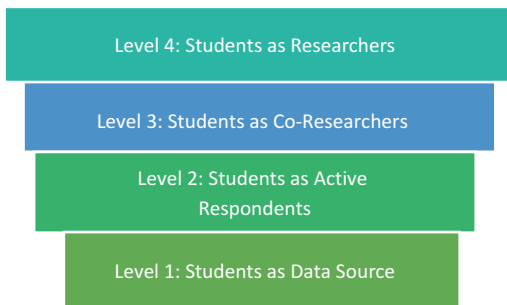 Level 4: Students as Researchers
Level 3: Students as Co-Researchers
Level 2: Students as Active
Respondents
Level 1: Students as Data Source